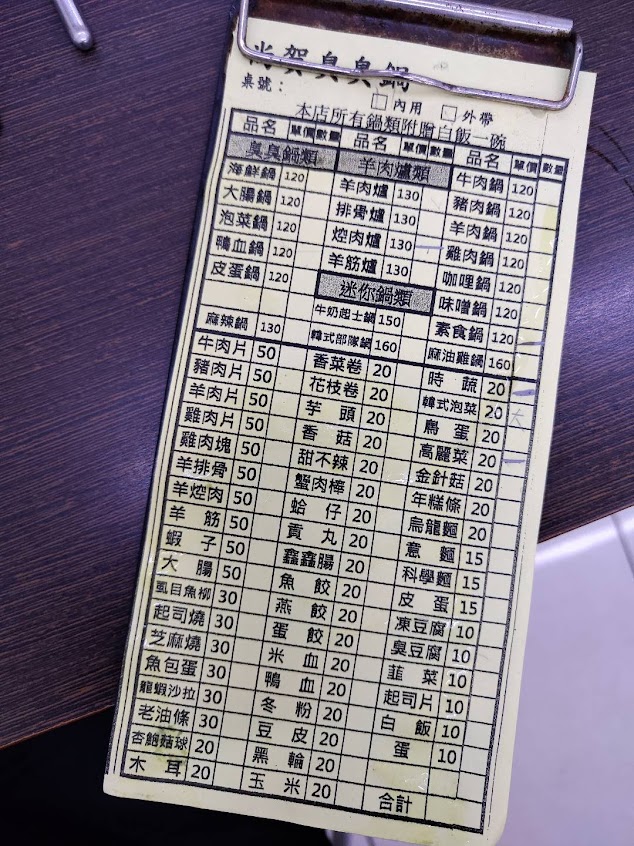 尚賀臭臭鍋
桌號：
□內用 □外帶
本店所有鍋類附贈白飯一碗
品名 單價 數量 品名 單價 數量 品名 單價 數量
臭臭鍋類 羊肉爐類 牛肉鍋 120
海鮮鍋 120 羊肉爐 130 豬肉鍋 120
大腸鍋 120 排骨爐 130 羊肉鍋 120
泡菜鍋 120 焢肉爐 130 雞肉鍋 120
鴨血鍋 120 羊筋爐 130 咖哩鍋 120
皮蛋鍋 120 迷你鍋類 味噌鍋 120
牛奶起士鍋 150 素食鍋 120
麻辣鍋 130 韓式部隊鍋 160 麻油雞鍋 160
牛肉片 50 香菜卷 20 時蔬 20
豬肉片 50 花枝卷 20 韓式泡菜 20 大
羊肉片 50 芋頭 20 鳥蛋 20
雞肉片 50 香菇 20 高麗菜 20
雞肉塊 50 甜不辣 20 金針菇 20
羊排骨 50 蟹肉棒 20 年糕條 20
羊焢肉 50 蛤仔 20 烏龍麵 20
羊筋 50 貢丸 20 意麵 15
蝦子 50 鑫鑫腸 20 科學麵 15
大腸 50 魚餃 20 皮蛋 15
虱目魚柳 30 燕餃 20 凍豆腐 10
起司燒 30 蛋餃 20 臭豆腐 10
芝麻燒 30 米血 20 韮菜 10
魚包蛋 30 鴨血 20 起司片 10
龍蝦沙拉 30 冬粉 20 白飯 10
老油條 30 豆皮 20 蛋 10
杏鮑菇球 20 黑輪 20
木耳 20 玉米 20 合計